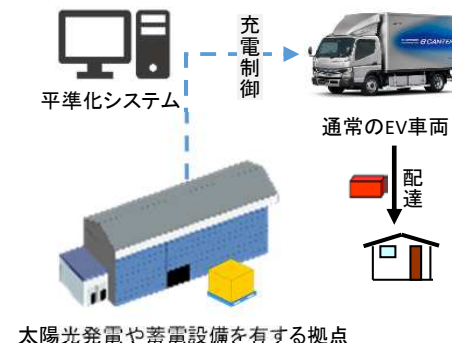 平準化システム
充電制御
eCANTER
通常のEV車両
配達
太陽光発電や蓄電設備を有する拠点